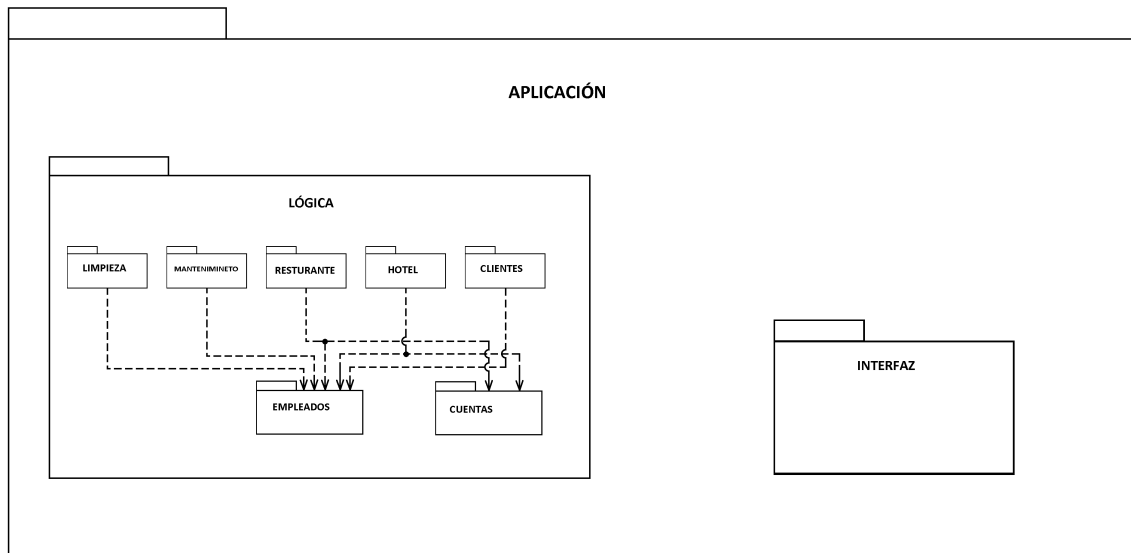 APLICACIÓN
LÓGICA
LIMPIEZA
MANTENIMINETO
RESTURANTE
HOTEL
CLIENTES
INTERFAZ
EMPLEADOS
CUENTAS